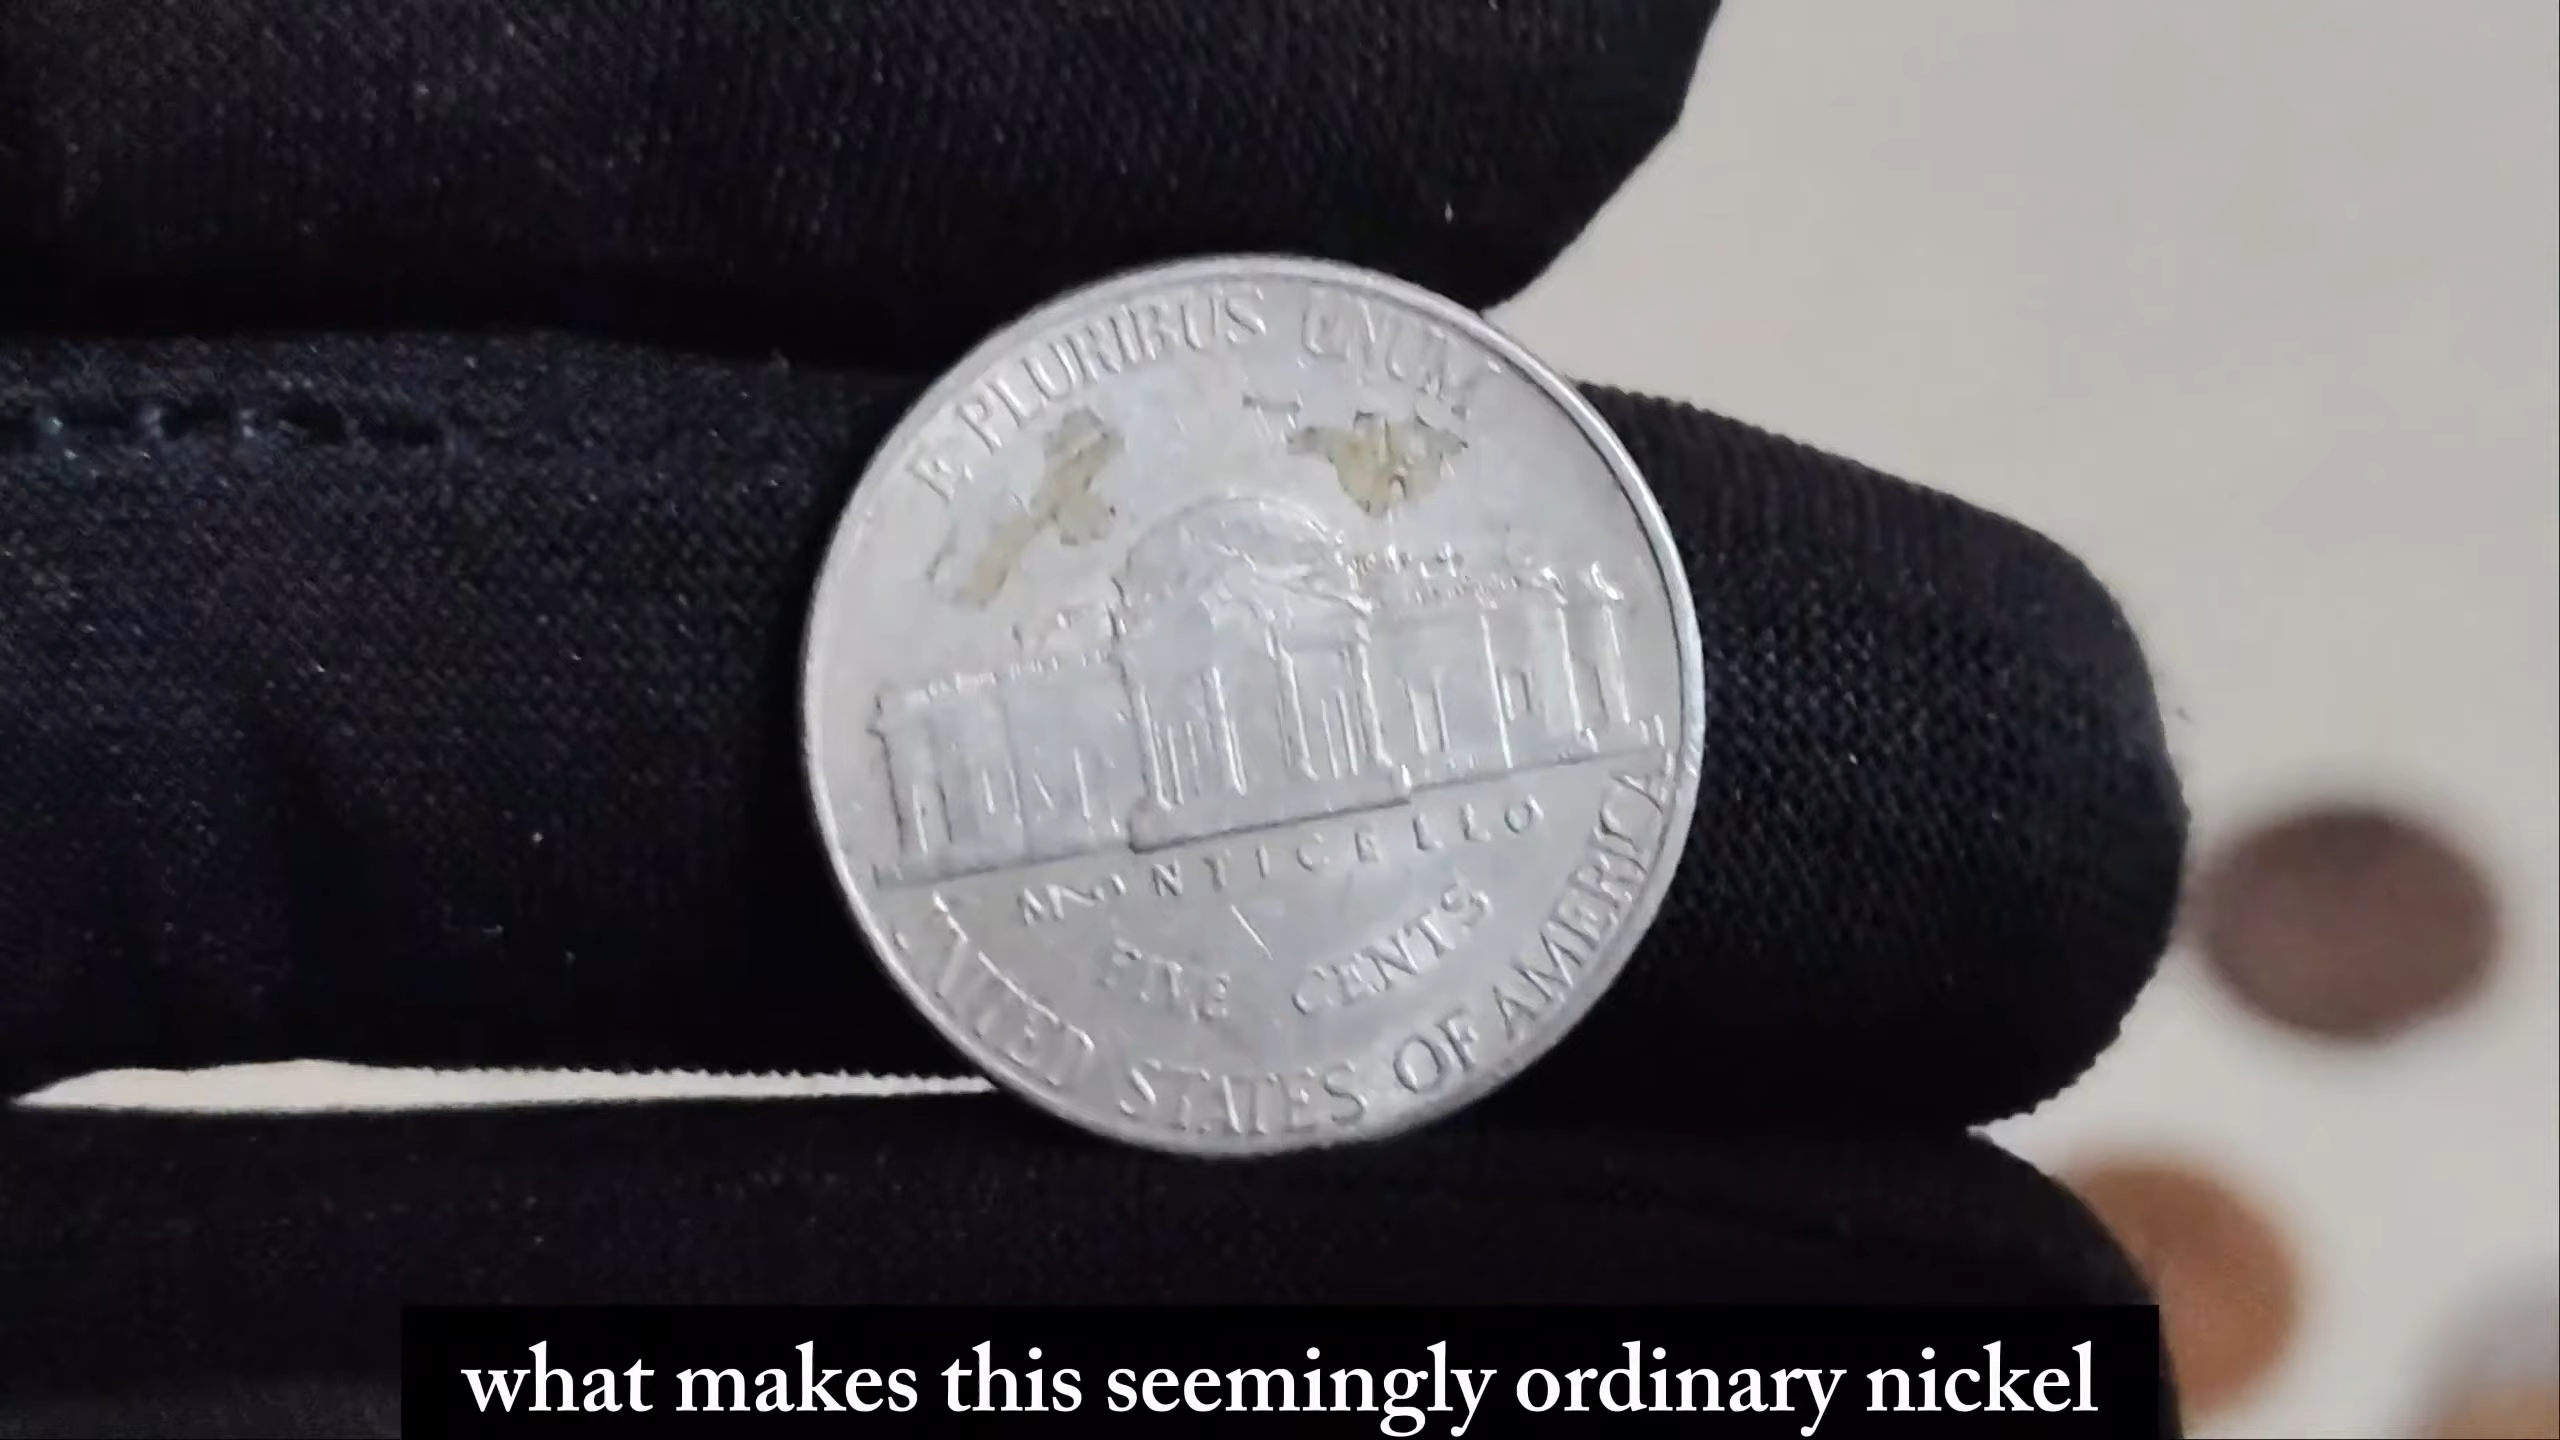 E PLURIBUS UNUM
MONTICELLO
FIVE CENTS
UNITED STATES OF AMERICA
what makes this seemingly ordinary nickel